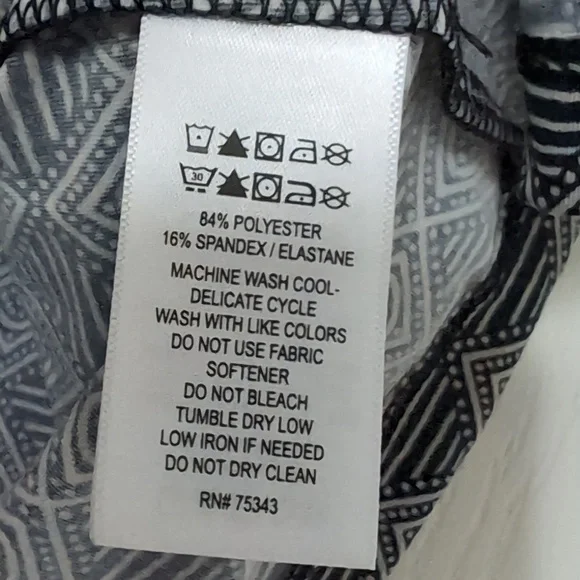 30
84% POLYESTER
16% SPANDEX / ELASTANE
MACHINE WASH COOL-
DELICATE CYCLE
WASH WITH LIKE COLORS
DO NOT USE FABRIC
SOFTENER
DO NOT BLEACH
TUMBLE DRY LOW
LOW IRON IF NEEDED
DO NOT DRY CLEAN
RN# 75343